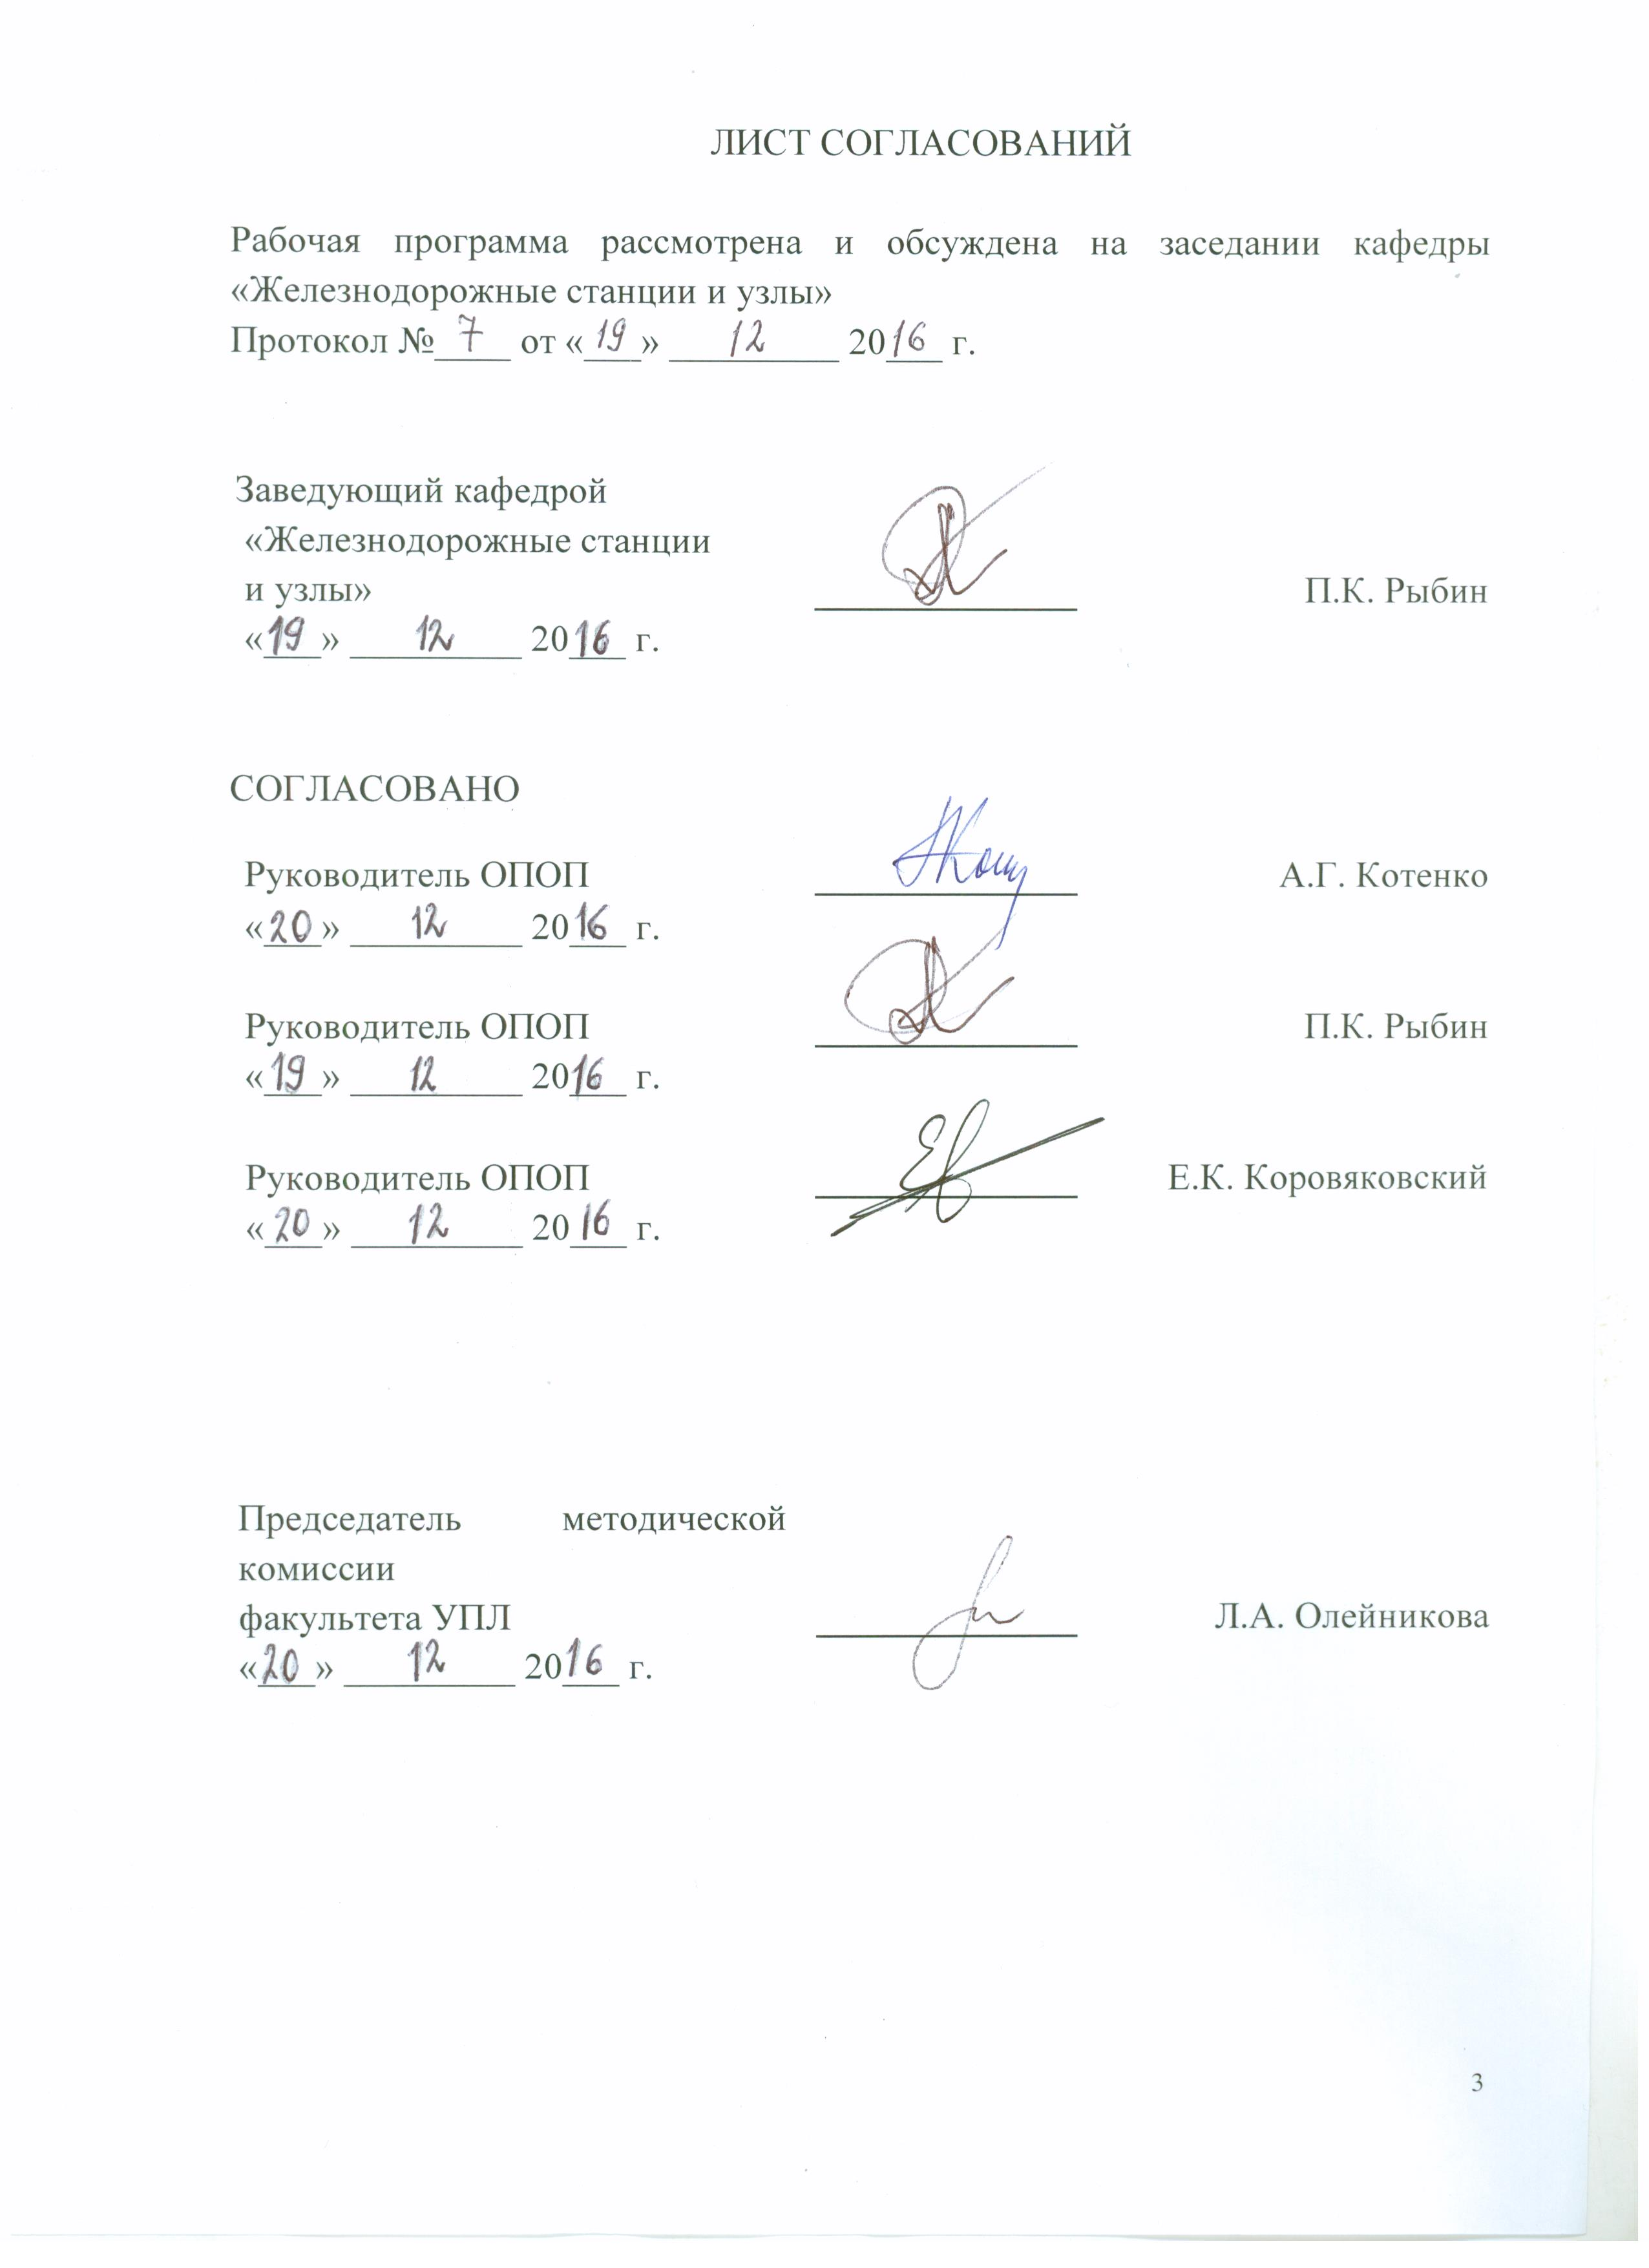 ЛИСТ СОГЛАСОВАНИЙ
Рабочая программа рассмотрена и обсуждена на заседании кафедры
«Железнодорожные станции и узлы»
Протокол № 7 от «19» 12 2016 г.
Заведующий кафедрой
«Железнодорожные станции
и узлы» П.К. Рыбин
«19» 12 2016 г.
СОГЛАСОВАНО
Руководитель ОПОП А.Г. Котенко
«20» 12 2016 г.
Руководитель ОПОП П.К. Рыбин
«19» 12 2016 г.
Руководитель ОПОП Е.К. Коровяковский
«20» 12 2016 г.
Председатель методической
комиссии
факультета УПЛ Л.А. Олейникова
«20» 12 2016 г.
3